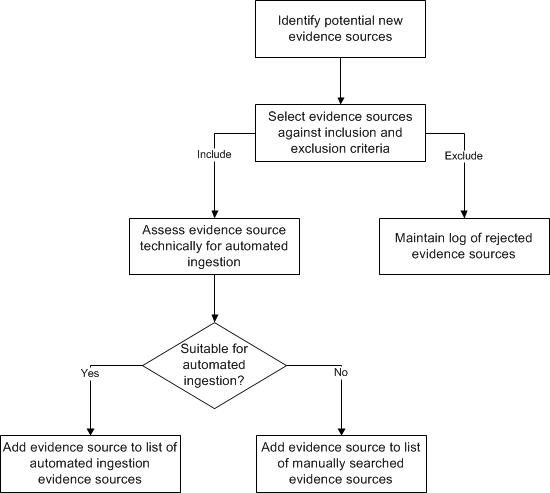 Identify potential new
evidence sources
Select evidence sources
against inclusion and
exclusion criteria
Include
Exclude
Assess evidence source
technically for automated
ingestion
Maintain log of rejected
evidence sources
Suitable for
automated
ingestion?
Yes
No
Add evidence source to list of
automated ingestion
evidence sources
Add evidence source to list
of manually searched
evidence sources